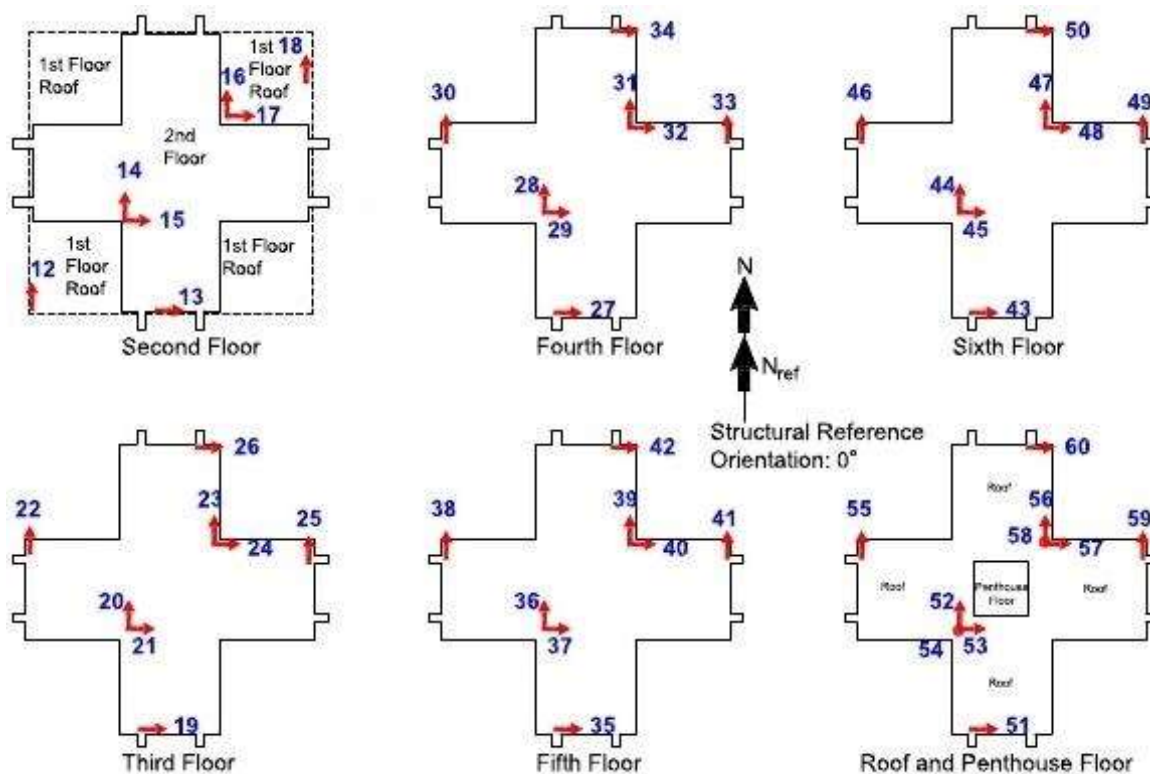 18
1st Floor
Roof
1st
Floor
Roof
16
17
2nd
Floor
14
15
12
1st
Floor
Roof
1st Floor
Roof
13
Second Floor
34
30
31
33
32
28
29
27
Fourth Floor
50
46
47
49
48
44
45
43
Sixth Floor
N
Nref
Structural Reference
Orientation: 0°
26
22
23
25
24
20
21
19
Third Floor
42
38
39
41
40
36
37
35
Fifth Floor
60
Roof
55
56
59
58
57
Roof
Penthouse
Floor
Roof
52
53
54
Roof
51
Roof and Penthouse Floor